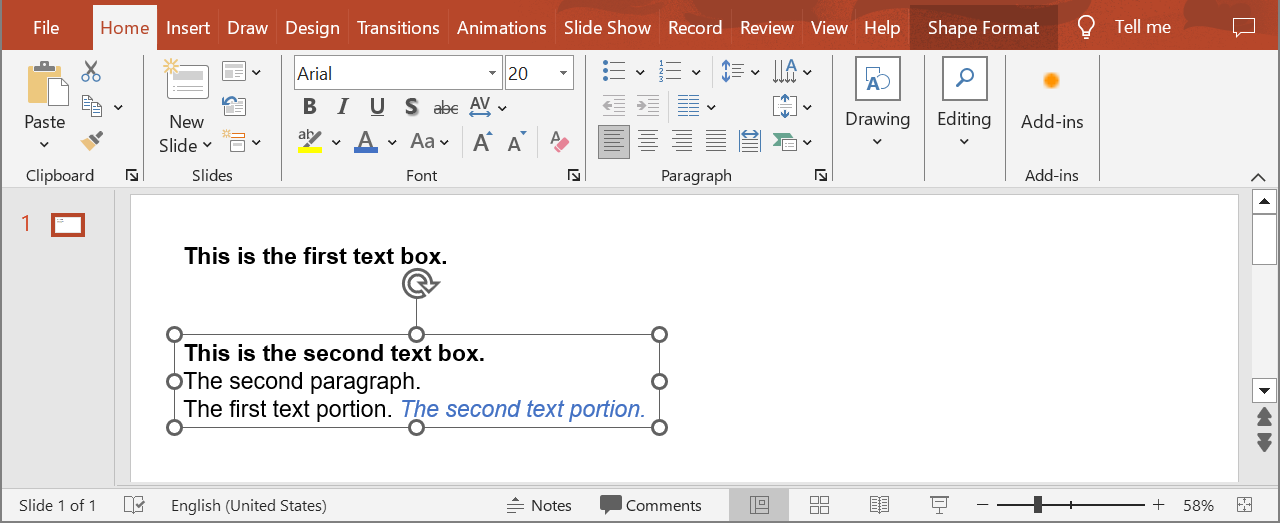 File Home Insert Draw Design Transitions Animations Slide Show Record Review View Help Shape Format Tell me
Arial 20
B I U S abc AV
Paste New Slide ab A Aa A A Drawing Editing Add-ins
Clipboard Slides Font Paragraph Add-ins
1
This is the first text box.
This is the second text box.
The second paragraph.
The first text portion. The second text portion.
Slide 1 of 1 English (United States) Notes Comments 58%